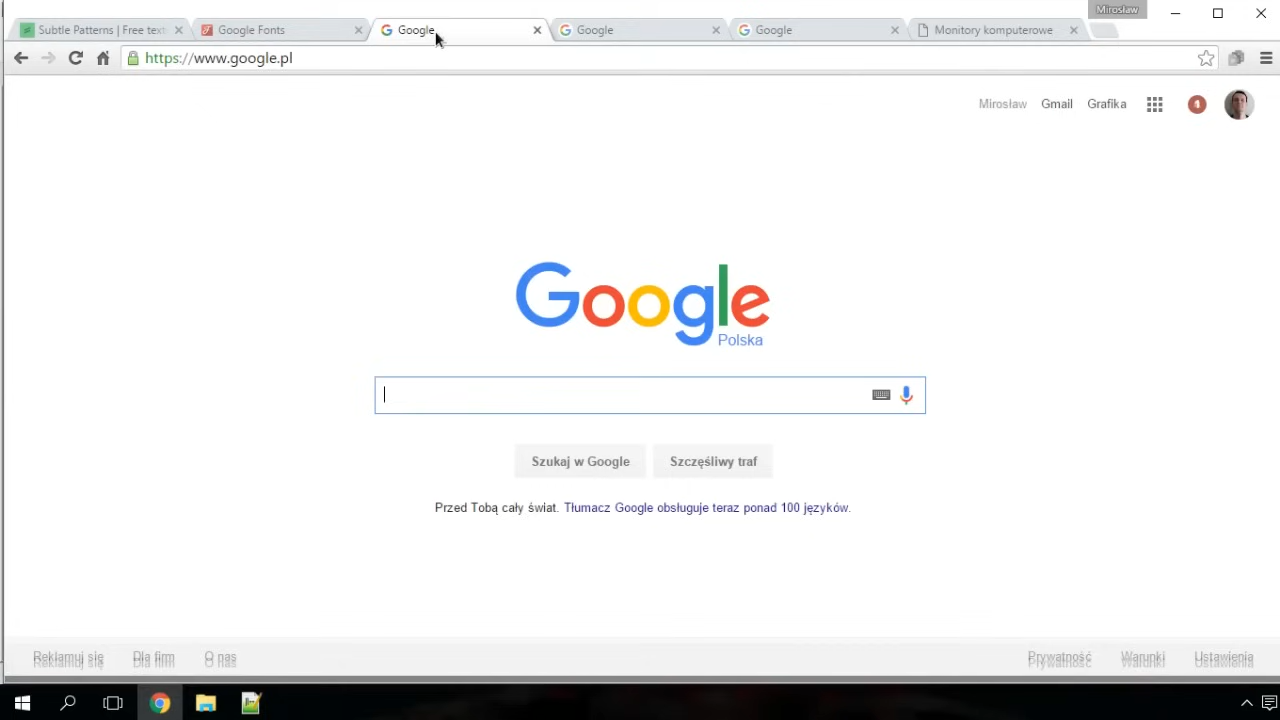 Mirosław
Subtle Patterns | Free text
Google Fonts
Google
Google
Google
Monitory komputerowe
https://www.google.pl
Mirosław
Gmail
Grafika
Google
Polska
Szukaj w Google
Szczęśliwy traf
Przed Tobą cały świat. Tłumacz Google obsługuje teraz ponad 100 języków.
Reklamuj się
Dla firm
O nas
Prywatność
Warunki
Ustawienia